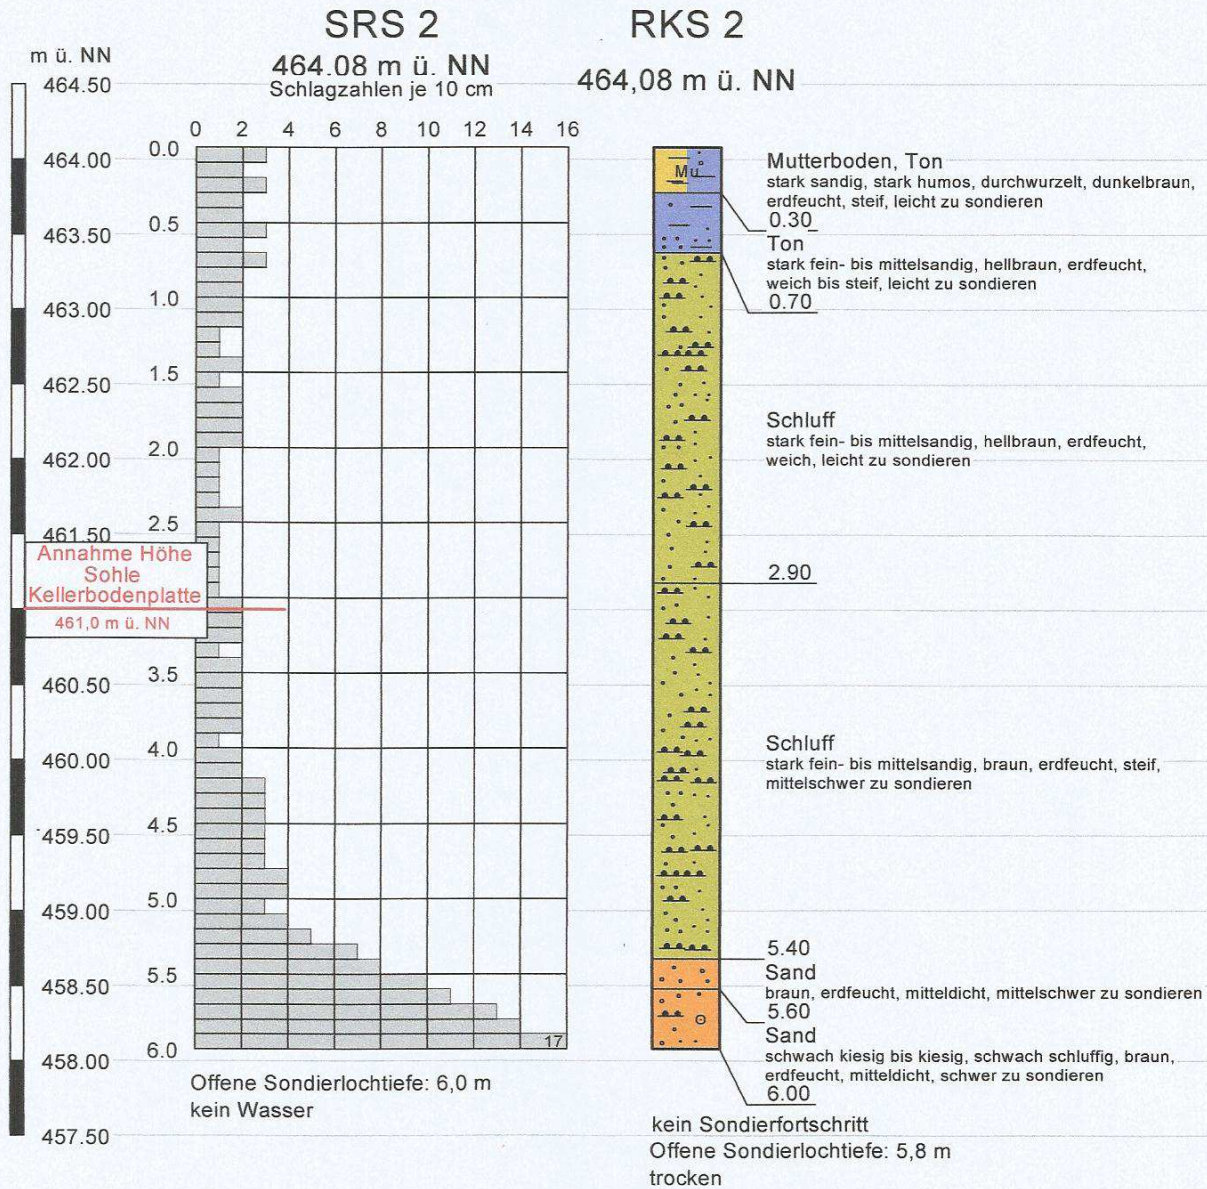 SRS 2
464.08 m ü. NN
Schlagzahlen je 10 cm
RKS 2
464,08 m ü. NN
m ü. NN
464.50
464.00
463.50
463.00
462.50
462.00
461.50
460.50
460.00
459.50
459.00
458.50
458.00
457.50
Annahme Höhe
Sohle
Kellerbodenplatte
461,0 m ü. NN
0 2 4 6 8 10 12 14 16
0.0
0.5
1.0
1.5
2.0
2.5
3.5
4.0
4.5
5.0
5.5
6.0
17
Offene Sondierlochtiefe: 6,0 m
kein Wasser
Mu
Mutterboden, Ton
stark sandig, stark humos, durchwurzelt, dunkelbraun,
erdfeucht, steif, leicht zu sondieren
0.30
Ton
stark fein- bis mittelsandig, hellbraun, erdfeucht,
weich bis steif, leicht zu sondieren
0.70
Schluff
stark fein- bis mittelsandig, hellbraun, erdfeucht,
weich, leicht zu sondieren
2.90
Schluff
stark fein- bis mittelsandig, braun, erdfeucht, steif,
mittelschwer zu sondieren
5.40
Sand
braun, erdfeucht, mitteldicht, mittelschwer zu sondieren
5.60
Sand
schwach kiesig bis kiesig, schwach schluffig, braun,
erdfeucht, mitteldicht, schwer zu sondieren
6.00
kein Sondierfortschritt
Offene Sondierlochtiefe: 5,8 m
trocken